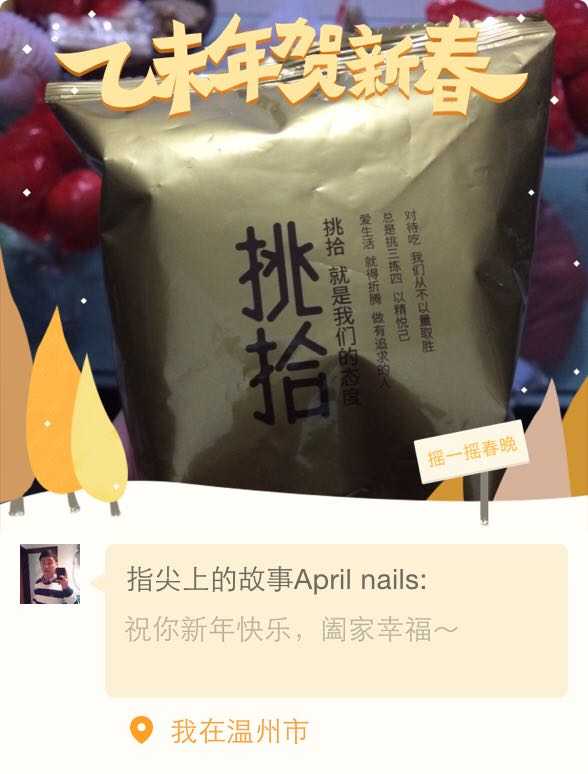 乙未年贺新春
挑拾
挑拾 就是我们的态度
爱生活 就得折腾 做有追求的人
总是挑三拣四 以精悦己
对待吃 我们从不以量取胜
摇一摇春晚
指尖上的故事April nails:
祝你新年快乐，阖家幸福～
我在温州市